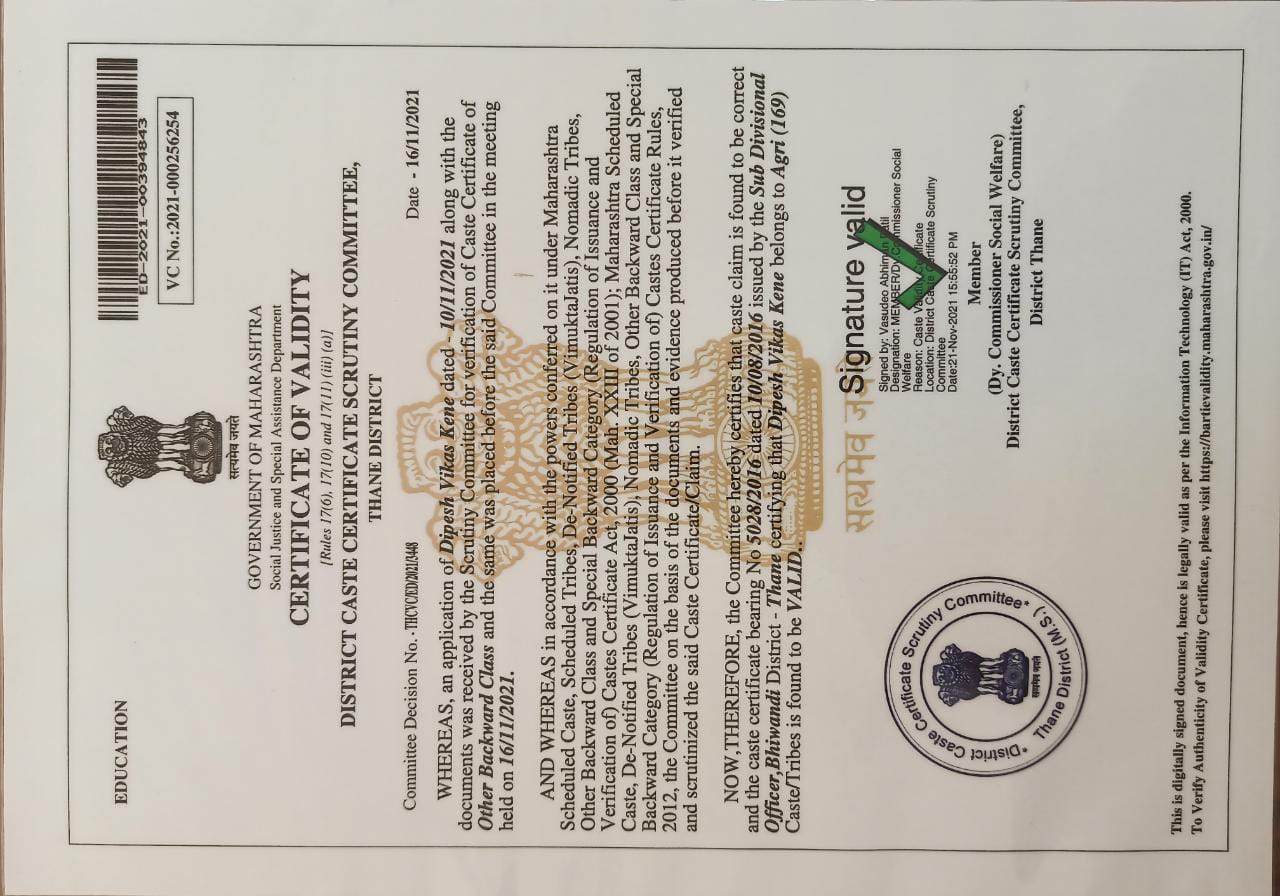 EDUCATION
ED-2021-00394843
VC No.:2021-000256254
सत्यमेव जयते
GOVERNMENT OF MAHARASHTRA
Social Justice and Special Assistance Department
CERTIFICATE OF VALIDITY
[Rules 17(6), 17(10) and 17(11) (iii) (a)]
DISTRICT CASTE CERTIFICATE SCRUTINY COMMITTEE,
THANE DISTRICT
Committee Decision No. - THCVC/ED/2021/3448 Date - 16/11/2021
WHEREAS, an application of Dipesh Vikas Kene dated - 10/11/2021 along with the
documents was received by the Scrutiny Committee for verification of Caste Certificate of
Other Backward Class and the same was placed before the said Committee in the meeting
held on 16/11/2021.
AND WHEREAS in accordance with the powers conferred on it under Maharashtra
Scheduled Caste, Scheduled Tribes, De-Notified Tribes (VimuktaJatis), Nomadic Tribes,
Other Backward Class and Special Backward Category (Regulation of Issuance and
Verification of) Castes Certificate Act, 2000 (Mah. XXIII of 2001); Maharashtra Scheduled
Caste, De-Notified Tribes (VimuktaJatis), Nomadic Tribes, Other Backward Class and Special
Backward Category (Regulation of Issuance and Verification of) Castes Certificate Rules,
2012, the Committee on the basis of the documents and evidence produced before it verified
and scrutinized the said Caste Certificate/Claim.
NOW,THEREFORE, the Committee hereby certifies that caste claim is found to be correct
and the caste certificate bearing No 5028/2016 dated 10/08/2016 issued by the Sub Divisional
Officer,Bhiwandi District - Thane certifying that Dipesh Vikas Kene belongs to Agri (169)
Caste/Tribes is found to be VALID..
सत्यमेव जयते
Signature valid
Signed by: Vasudeo Abhiman Patil
Designation: MEMBER/Dy Commissioner Social
Welfare
Reason: Caste Validity Certificate
Location: District Caste Certificate Scrutiny
Committee
Date:21-Nov-2021 15:55:52 PM
Member
(Dy. Commissioner Social Welfare)
District Caste Certificate Scrutiny Committee,
District Thane
*District Caste Certificate Scrutiny Committee*
Thane District (M.S.)
सत्यमेव जयते
This is digitally signed document, hence is legally valid as per the Information Technology (IT) Act, 2000.
To Verify Authenticity of Validity Certificate, please visit https://bartievalidity.maharashtra.gov.in/